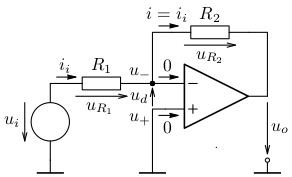 i = i_i
R_2
u_{R_2}
i_i
R_1
u_-
0
−
u_{R_1}
u_d
u_i
u_+
+
0
u_o